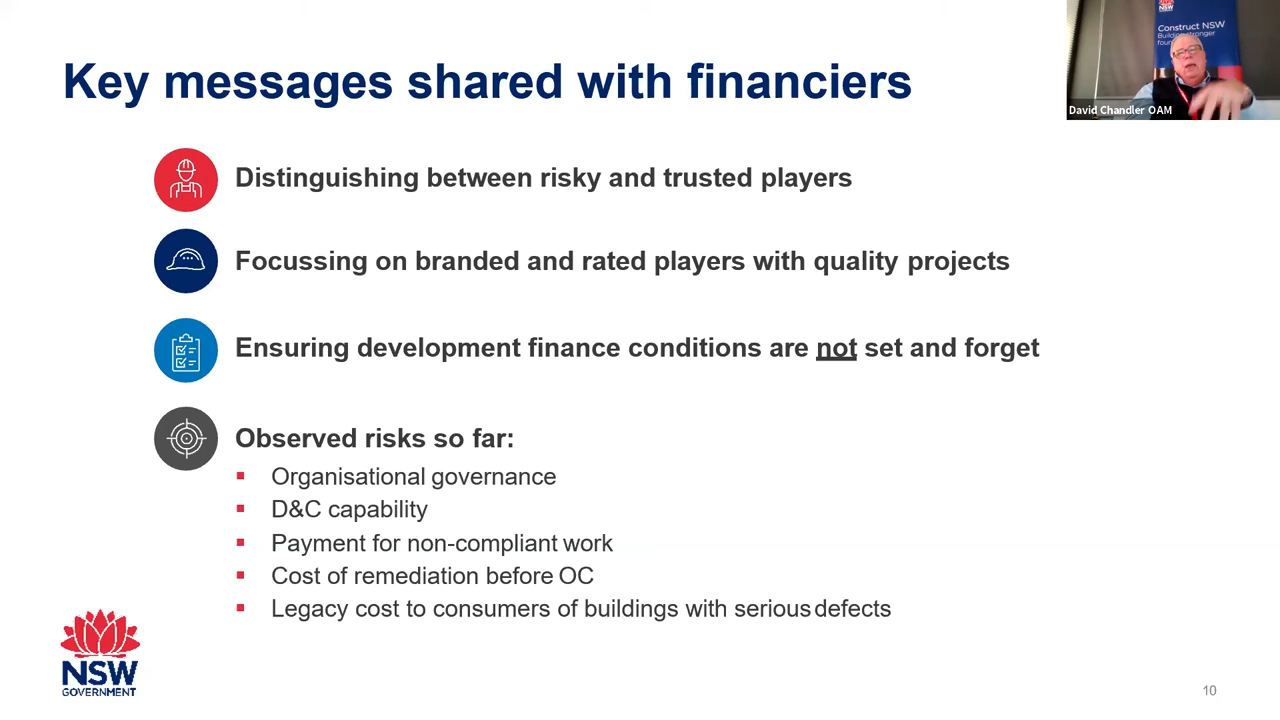 Key messages shared with financiers
NSW
Construct NSW
Building stronger
David Chandler OAM
Distinguishing between risky and trusted players
Focussing on branded and rated players with quality projects
Ensuring development finance conditions are not set and forget
Observed risks so far:
▪ Organisational governance
▪ D&C capability
▪ Payment for non-compliant work
▪ Cost of remediation before OC
▪ Legacy cost to consumers of buildings with serious defects
NSW
GOVERNMENT
10